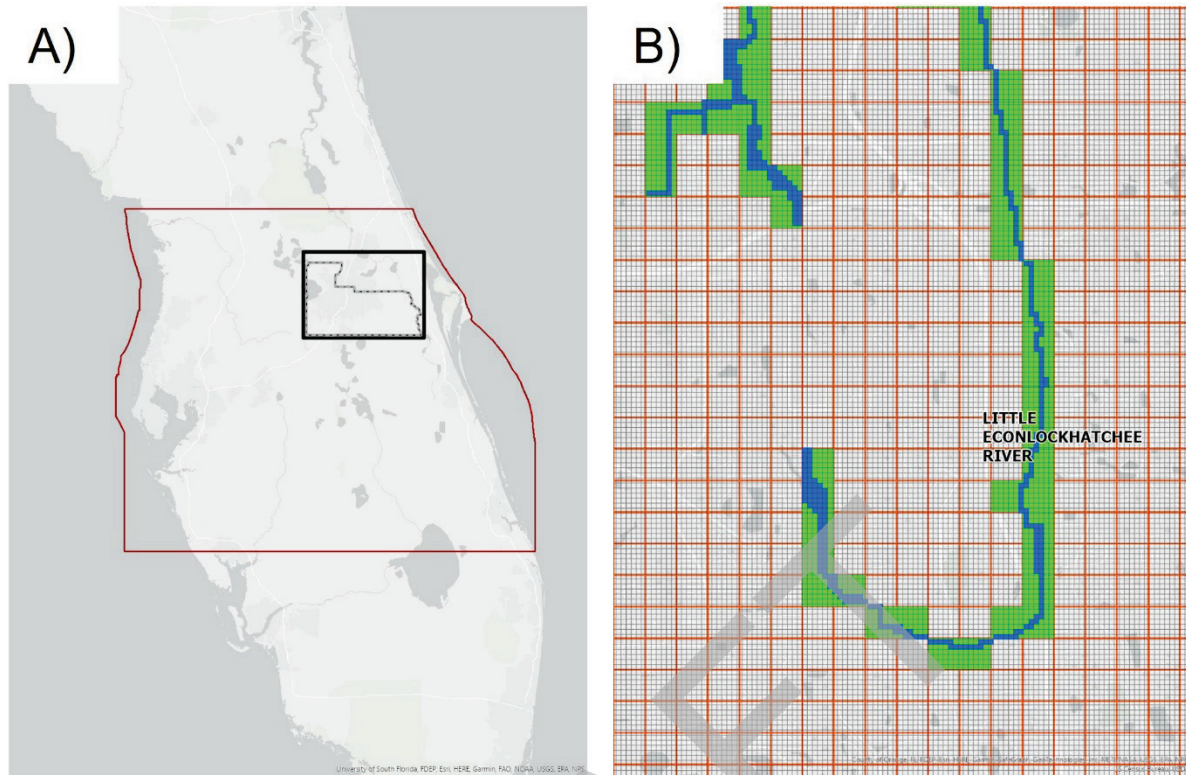 A)
B)
LITTLE
ECONLOCKHATCHEE
RIVER
University of South Florida, FDEP, Esri, HERE, Garmin, FAO, NOAA, USGS, EPA, NPS